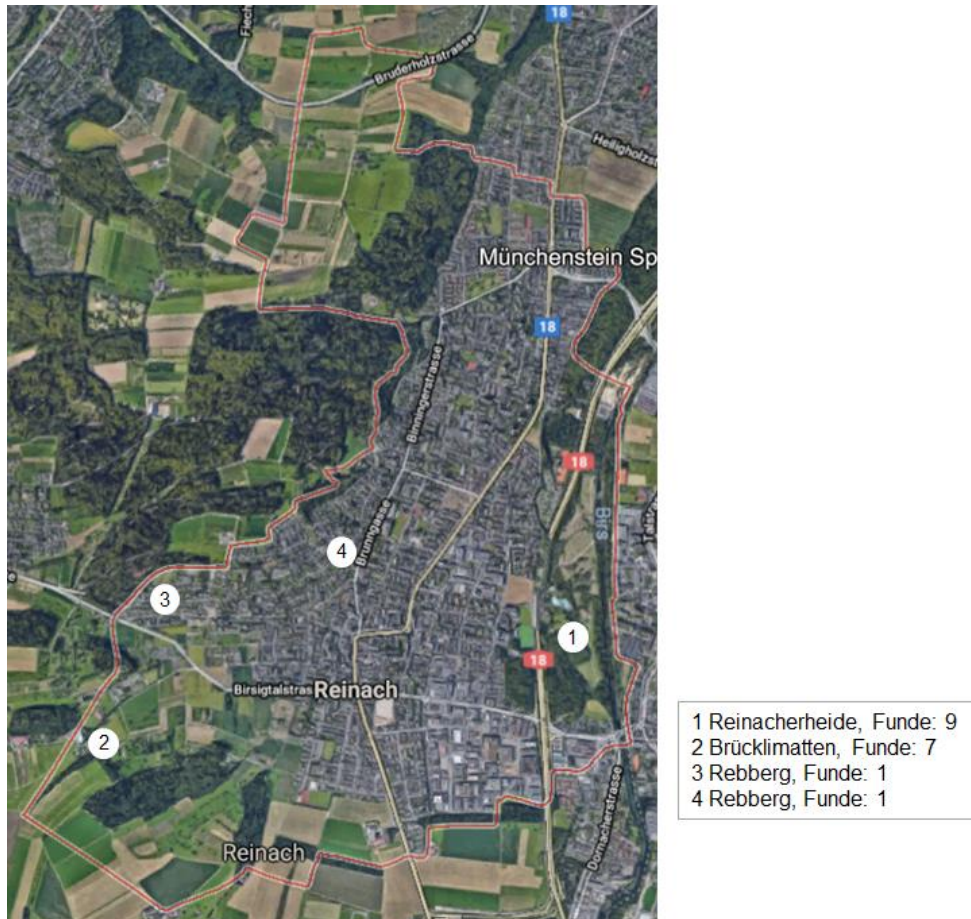 18
Bruderholzstrasse
Münchenstein Sp
18
Binningerstrasse
18
Birs
Brunngasse
4
3
1
18
Birsigtalstras
Reinach
2
Dornacherstrasse
Reinach
1 Reinacherheide, Funde: 9
2 Brücklimatten, Funde: 7
3 Rebberg, Funde: 1
4 Rebberg, Funde: 1